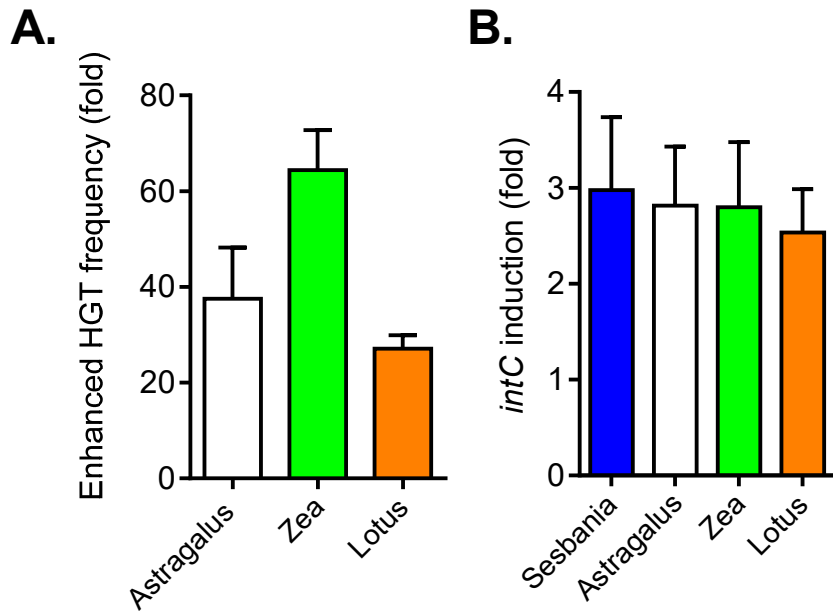 A.
Enhanced HGT frequency (fold)
80
60
40
20
0
Astragalus
Zea
Lotus
B.
intC induction (fold)
4
3
2
1
0
Sesbania
Astragalus
Zea
Lotus